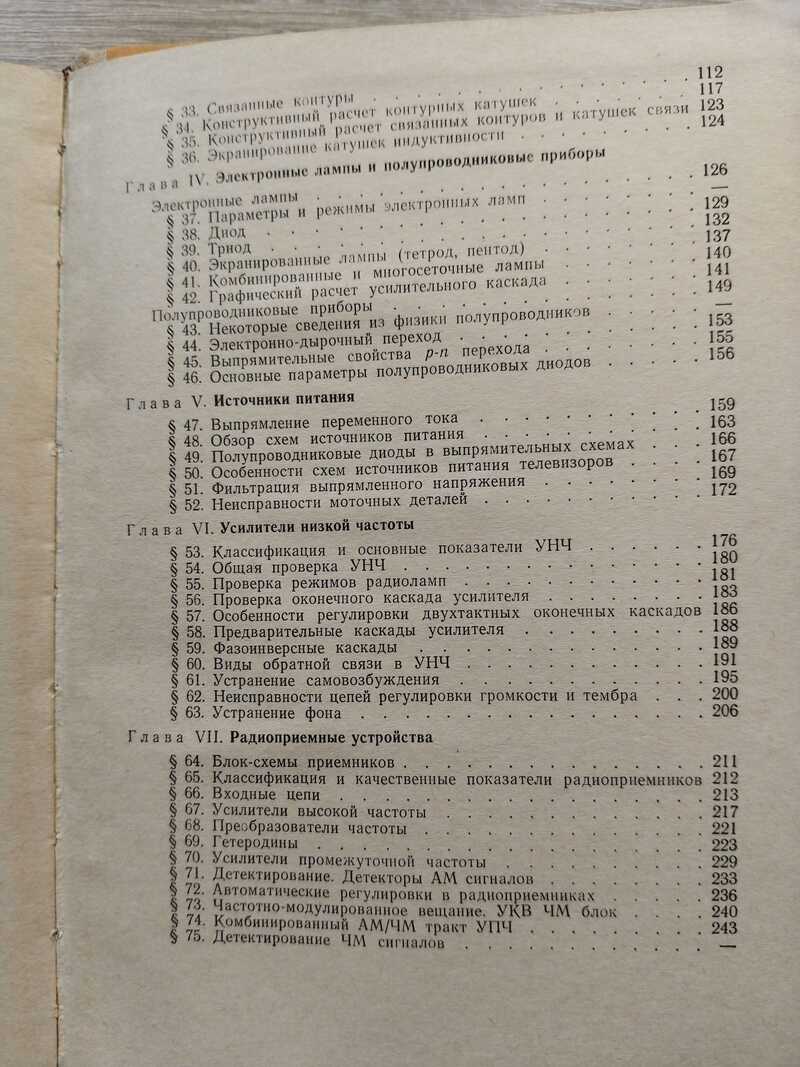 § 33. Связанные контуры . . . . . . . . . . 112
§ 34. Конструктивный расчет контурных катушек . . . . . 117
§ 35. Конструктивный расчет связанных контуров и катушек связи 123
§ 36. Экранирование катушек индуктивности . . . . . . 124
Глава IV. Электронные лампы и полупроводниковые приборы
Электронные лампы . . . . . . . . . . 126
§ 37. Параметры и режимы электронных ламп . . . . . —
§ 38. Диод . . . . . . . . . . 129
§ 39. Триод . . . . . . . . . . 132
§ 40. Экранированные лампы (тетрод, пентод) . . . . . 137
§ 41. Комбинированные и многосеточные лампы . . . . . 140
§ 42. Графический расчет усилительного каскада . . . . . 141
Полупроводниковые приборы . . . . . . . . . . 149
§ 43. Некоторые сведения из физики полупроводников . . . . . —
§ 44. Электронно-дырочный переход . . . . . . . . 153
§ 45. Выпрямительные свойства p-n перехода . . . . . . 155
§ 46. Основные параметры полупроводниковых диодов . . . . . 156
Глава V. Источники питания
§ 47. Выпрямление переменного тока . . . . . . . . 159
§ 48. Обзор схем источников питания . . . . . . . . 163
§ 49. Полупроводниковые диоды в выпрямительных схемах . . . 166
§ 50. Особенности схем источников питания телевизоров . . . . 167
§ 51. Фильтрация выпрямленного напряжения . . . . . . . 169
§ 52. Неисправности моточных деталей . . . . . . . . . 172
Глава VI. Усилители низкой частоты
§ 53. Классификация и основные показатели УНЧ . . . . . . 176
§ 54. Общая проверка УНЧ . . . . . . . . . . . . 180
§ 55. Проверка режимов радиоламп . . . . . . . . . . 181
§ 56. Проверка оконечного каскада усилителя . . . . . . . 183
§ 57. Особенности регулировки двухтактных оконечных каскадов 186
§ 58. Предварительные каскады усилителя . . . . . . . . 188
§ 59. Фазоинверсные каскады . . . . . . . . . . . 189
§ 60. Виды обратной связи в УНЧ . . . . . . . . . . 191
§ 61. Устранение самовозбуждения . . . . . . . . . . 195
§ 62. Неисправности цепей регулировки громкости и тембра . . . 200
§ 63. Устранение фона . . . . . . . . . . . . . . 206
Глава VII. Радиоприемные устройства
§ 64. Блок-схемы приемников . . . . . . . . . . . . 211
§ 65. Классификация и качественные показатели радиоприемников 212
§ 66. Входные цепи . . . . . . . . . . . . . . 213
§ 67. Усилители высокой частоты . . . . . . . . . . 217
§ 68. Преобразователи частоты . . . . . . . . . . . 221
§ 69. Гетеродины . . . . . . . . . . . . . . 223
§ 70. Усилители промежуточной частоты . . . . . . . . 229
§ 71. Детектирование. Детекторы АМ сигналов . . . . . . . 233
§ 72. Автоматические регулировки в радиоприемниках . . . . . 236
§ 73. Частотно-модулированное вещание. УКВ ЧМ блок . . . . 240
§ 74. Комбинированный АМ/ЧМ тракт УПЧ . . . . . . . . 243
§ 75. Детектирование ЧМ сигналов . . . . . . . . . . —